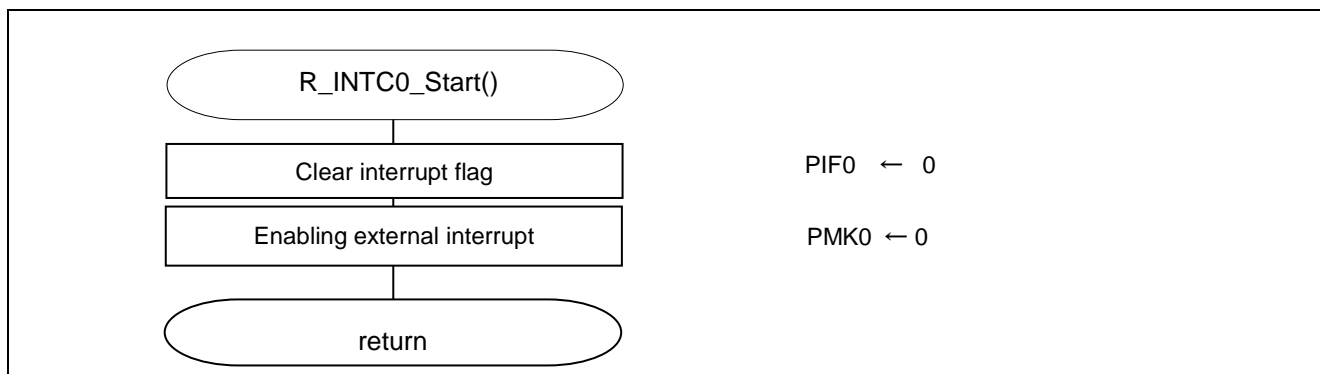 R_INTC0_Start()
Clear interrupt flag
PIF0 ← 0
Enabling external interrupt
PMK0 ← 0
return